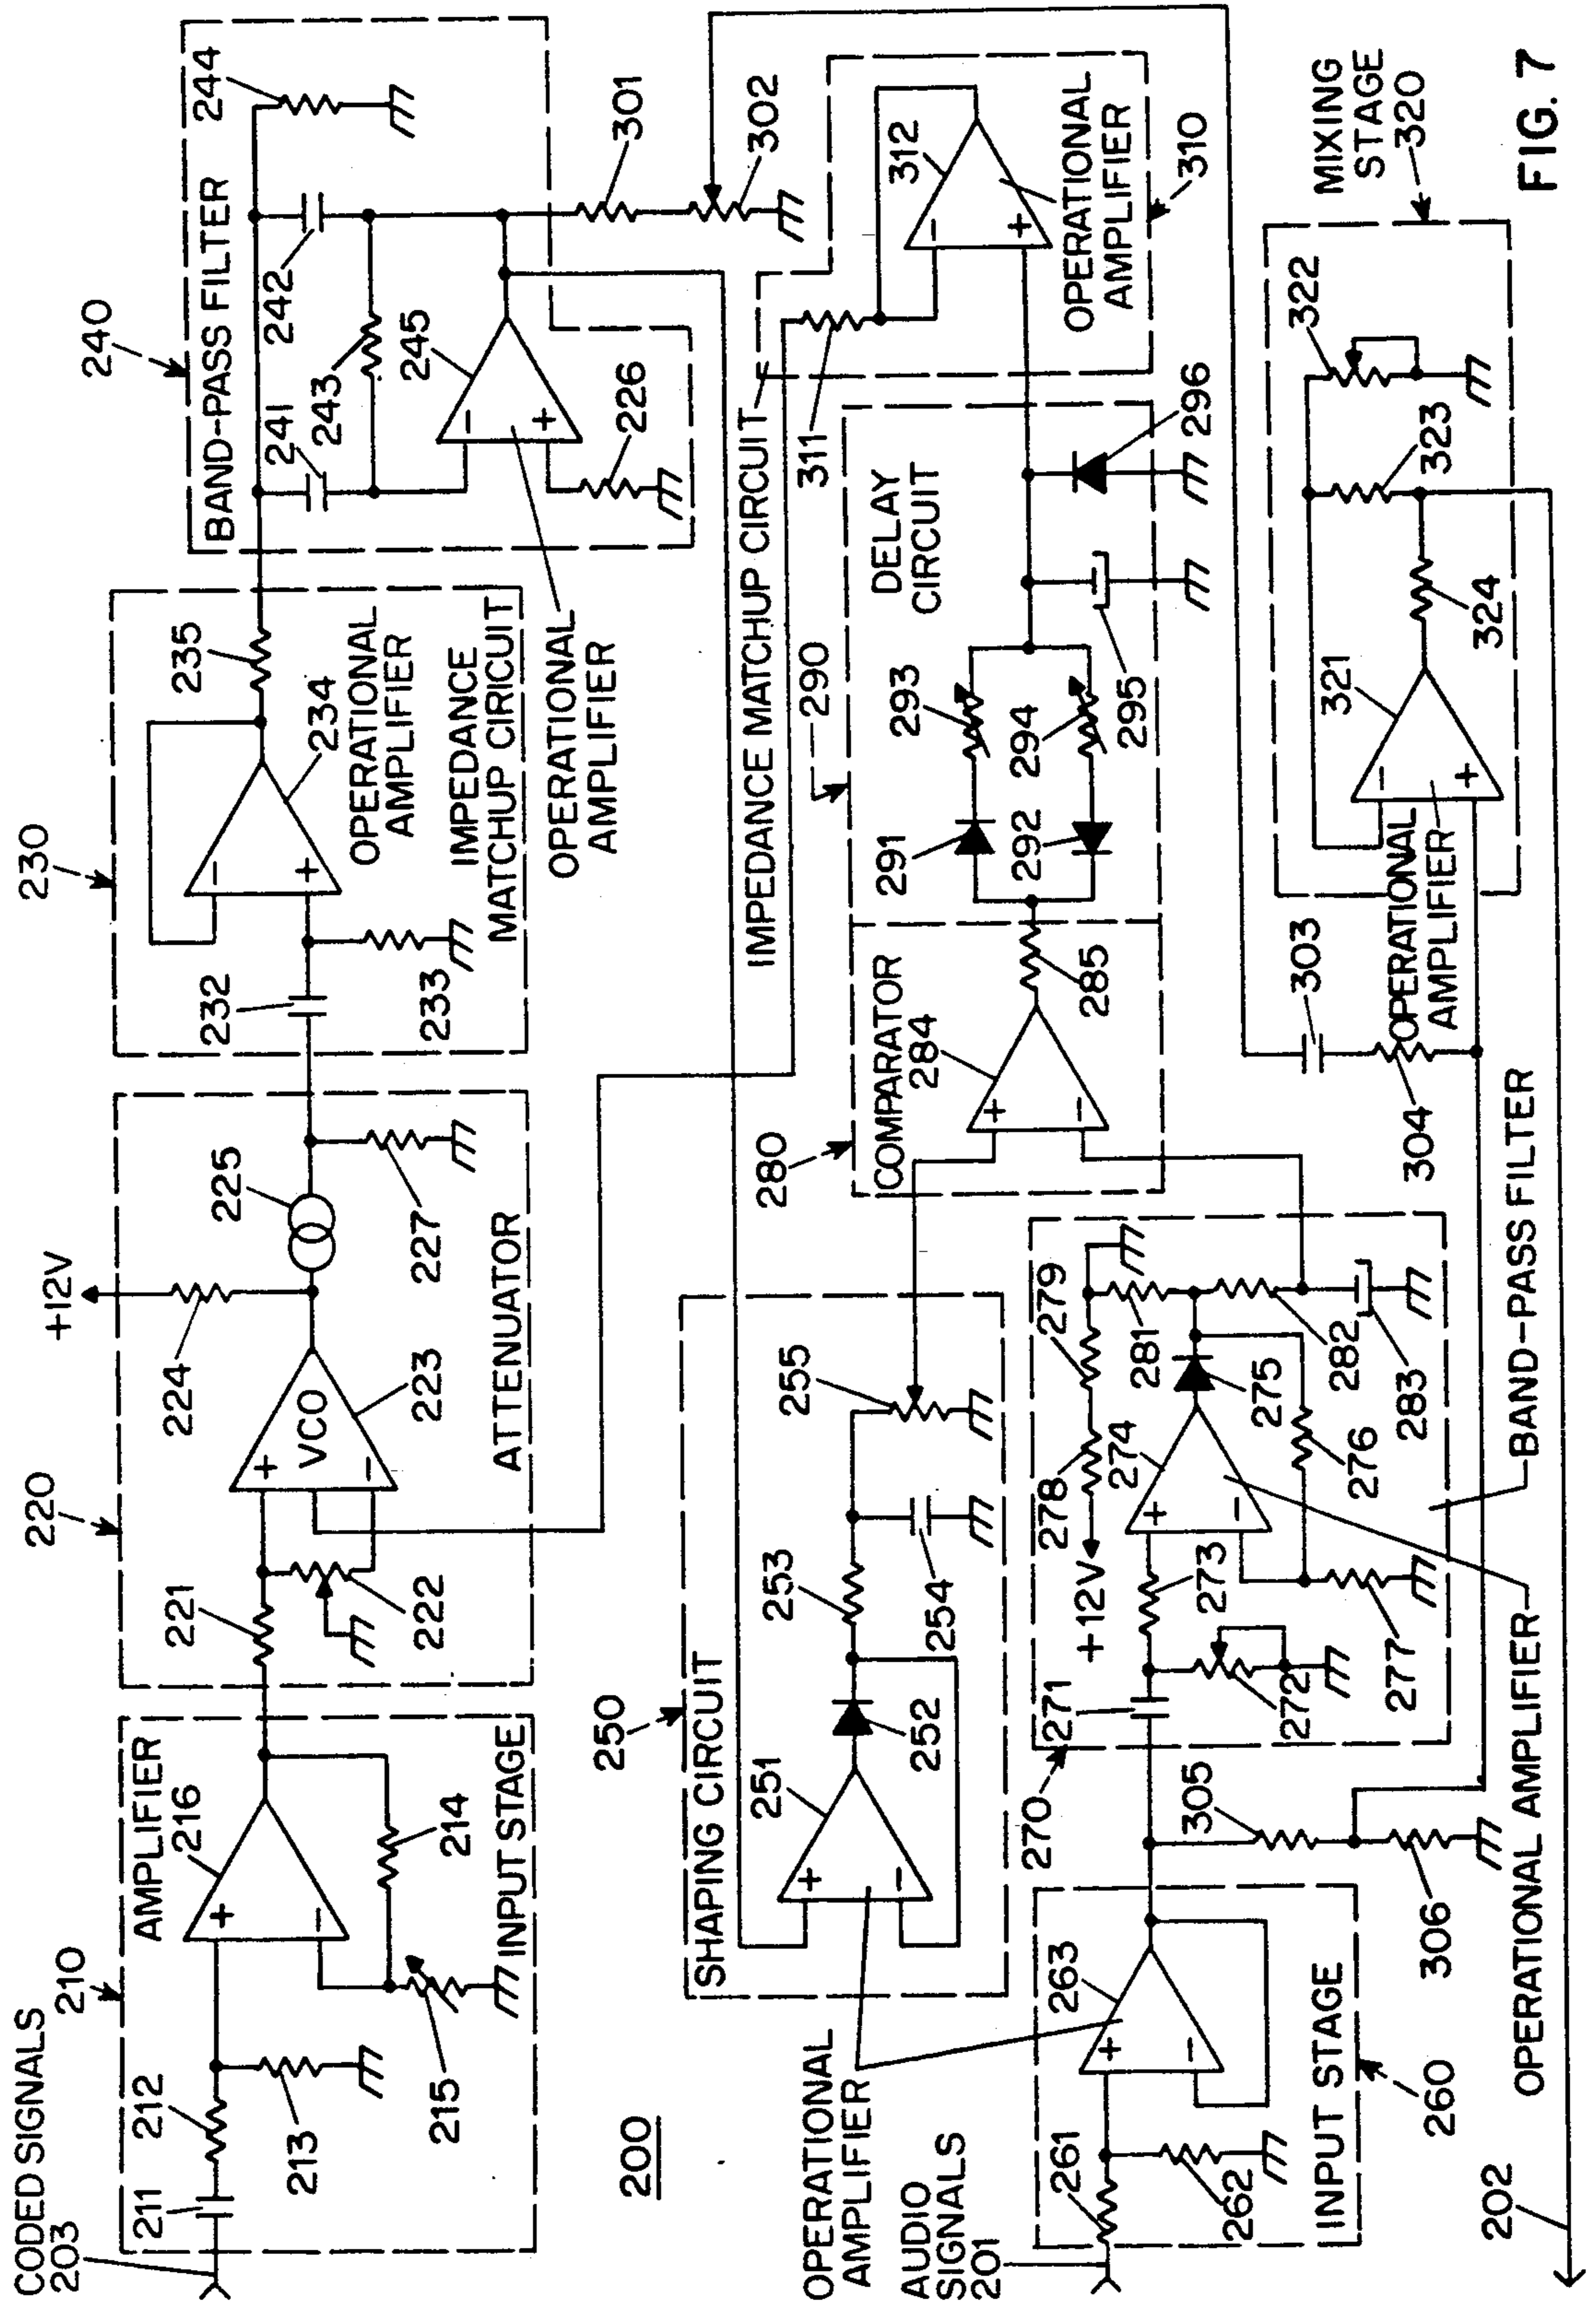 CODED SIGNALS
203
210
AMPLIFIER
216
211
212
213
214
215
INPUT STAGE
220
+12V
221
222
VCO
223
224
225
227
ATTENUATOR
230
232
233
234
235
OPERATIONAL
AMPLIFIER
IMPEDANCE
MATCHUP CIRICUIT
240
BAND-PASS FILTER
241
242
243
244
245
226
OPERATIONAL
AMPLIFIER
301
302
200
250
SHAPING CIRCUIT
251
252
253
254
255
OPERATIONAL
AMPLIFIER
280
COMPARATOR
284
285
290
DELAY
CIRCUIT
291
292
293
294
295
296
IMPEDANCE MATCHUP CIRCUIT
311
312
OPERATIONAL
AMPLIFIER
310
AUDIO
SIGNALS
201
261
262
263
INPUT STAGE
260
270
271
272
273
274
275
276
277
278
279
+12V
281
282
283
BAND-PASS FILTER
OPERATIONAL AMPLIFIER
305
306
303
304
OPERATIONAL
AMPLIFIER
321
322
323
324
MIXING
STAGE
320
202
FIG. 7